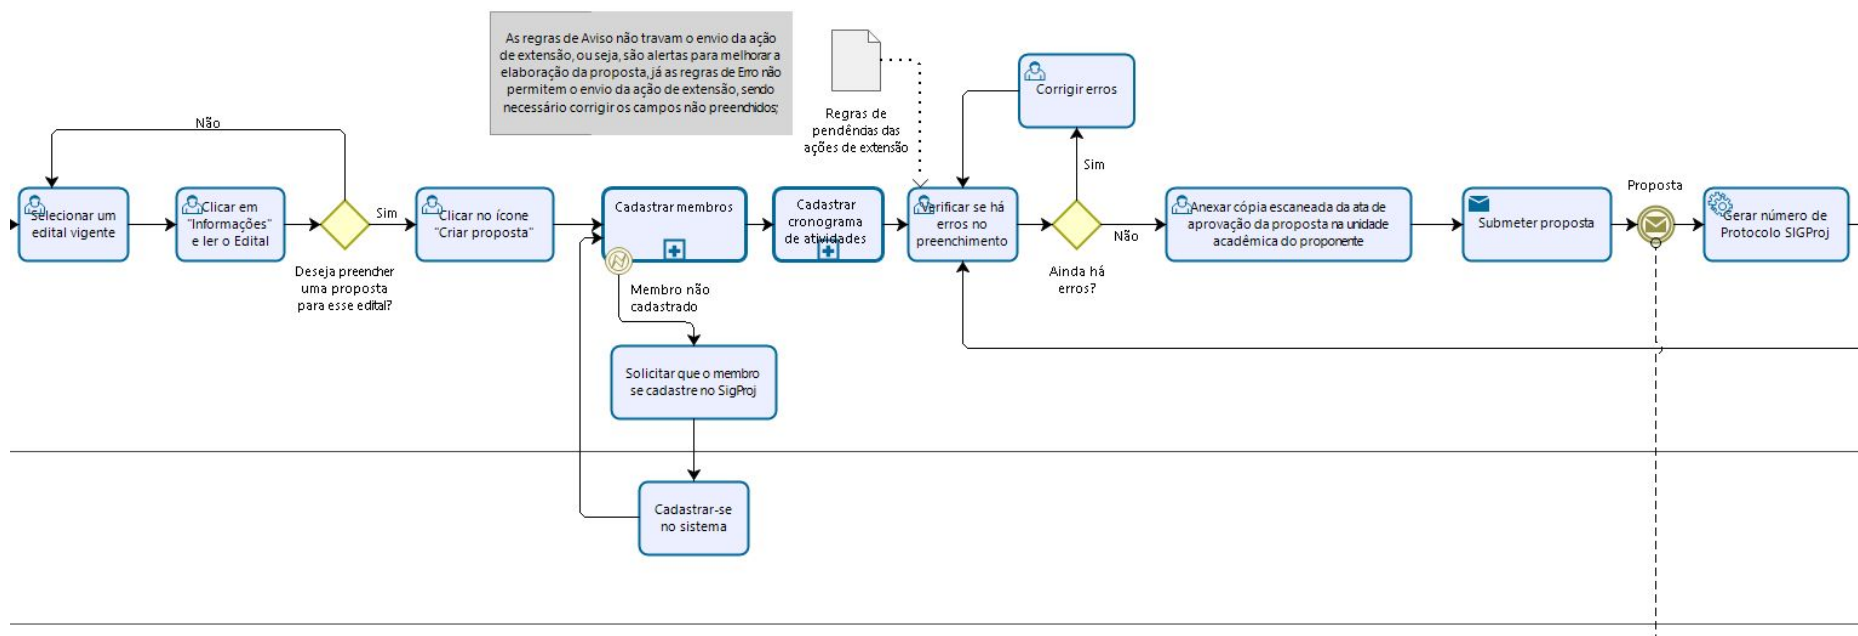 As regras de Aviso não travam o envio da ação
de extensão, ou seja, são alertas para melhorar a
elaboração da proposta, já as regras de Erro não
permitem o envio da ação de extensão, sendo
necessário corrigir os campos não preenchidos;
Regras de
pendências das
ações de extensão
Corrigir erros
Não
Sim
Selecionar um
edital vigente
Clicar em
"Informações"
e ler o Edital
Sim
Deseja preencher
uma proposta
para esse edital?
Clicar no ícone
"Criar proposta"
Cadastrar membros
Cadastrar
cronograma
de atividades
Verificar se há
erros no
preenchimento
Não
Ainda há
erros?
Anexar cópia escaneada da ata de
aprovação da proposta na unidade
acadêmica do proponente
Submeter proposta
Proposta
Gerar número de
Protocolo SIGProj
Membro não
cadastrado
Solicitar que o membro
se cadastre no SigProj
Cadastrar-se
no sistema